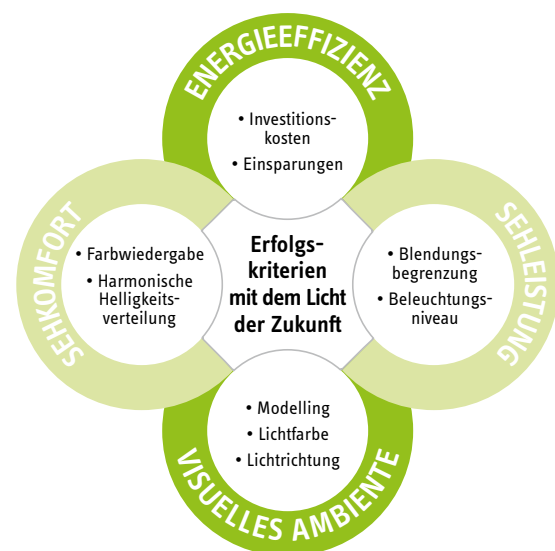 ENERGIEEFFIZIENZ
• Investitions-
kosten
• Einsparungen
SEHKOMFORT
• Farbwiedergabe
• Harmonische
Helligkeits-
verteilung
Erfolgs-
kriterien
mit dem Licht
der Zukunft
SEHLEISTUNG
• Blendungs-
begrenzung
• Beleuchtungs-
niveau
• Modelling
• Lichtfarbe
• Lichtrichtung
VISUELLES AMBIENTE